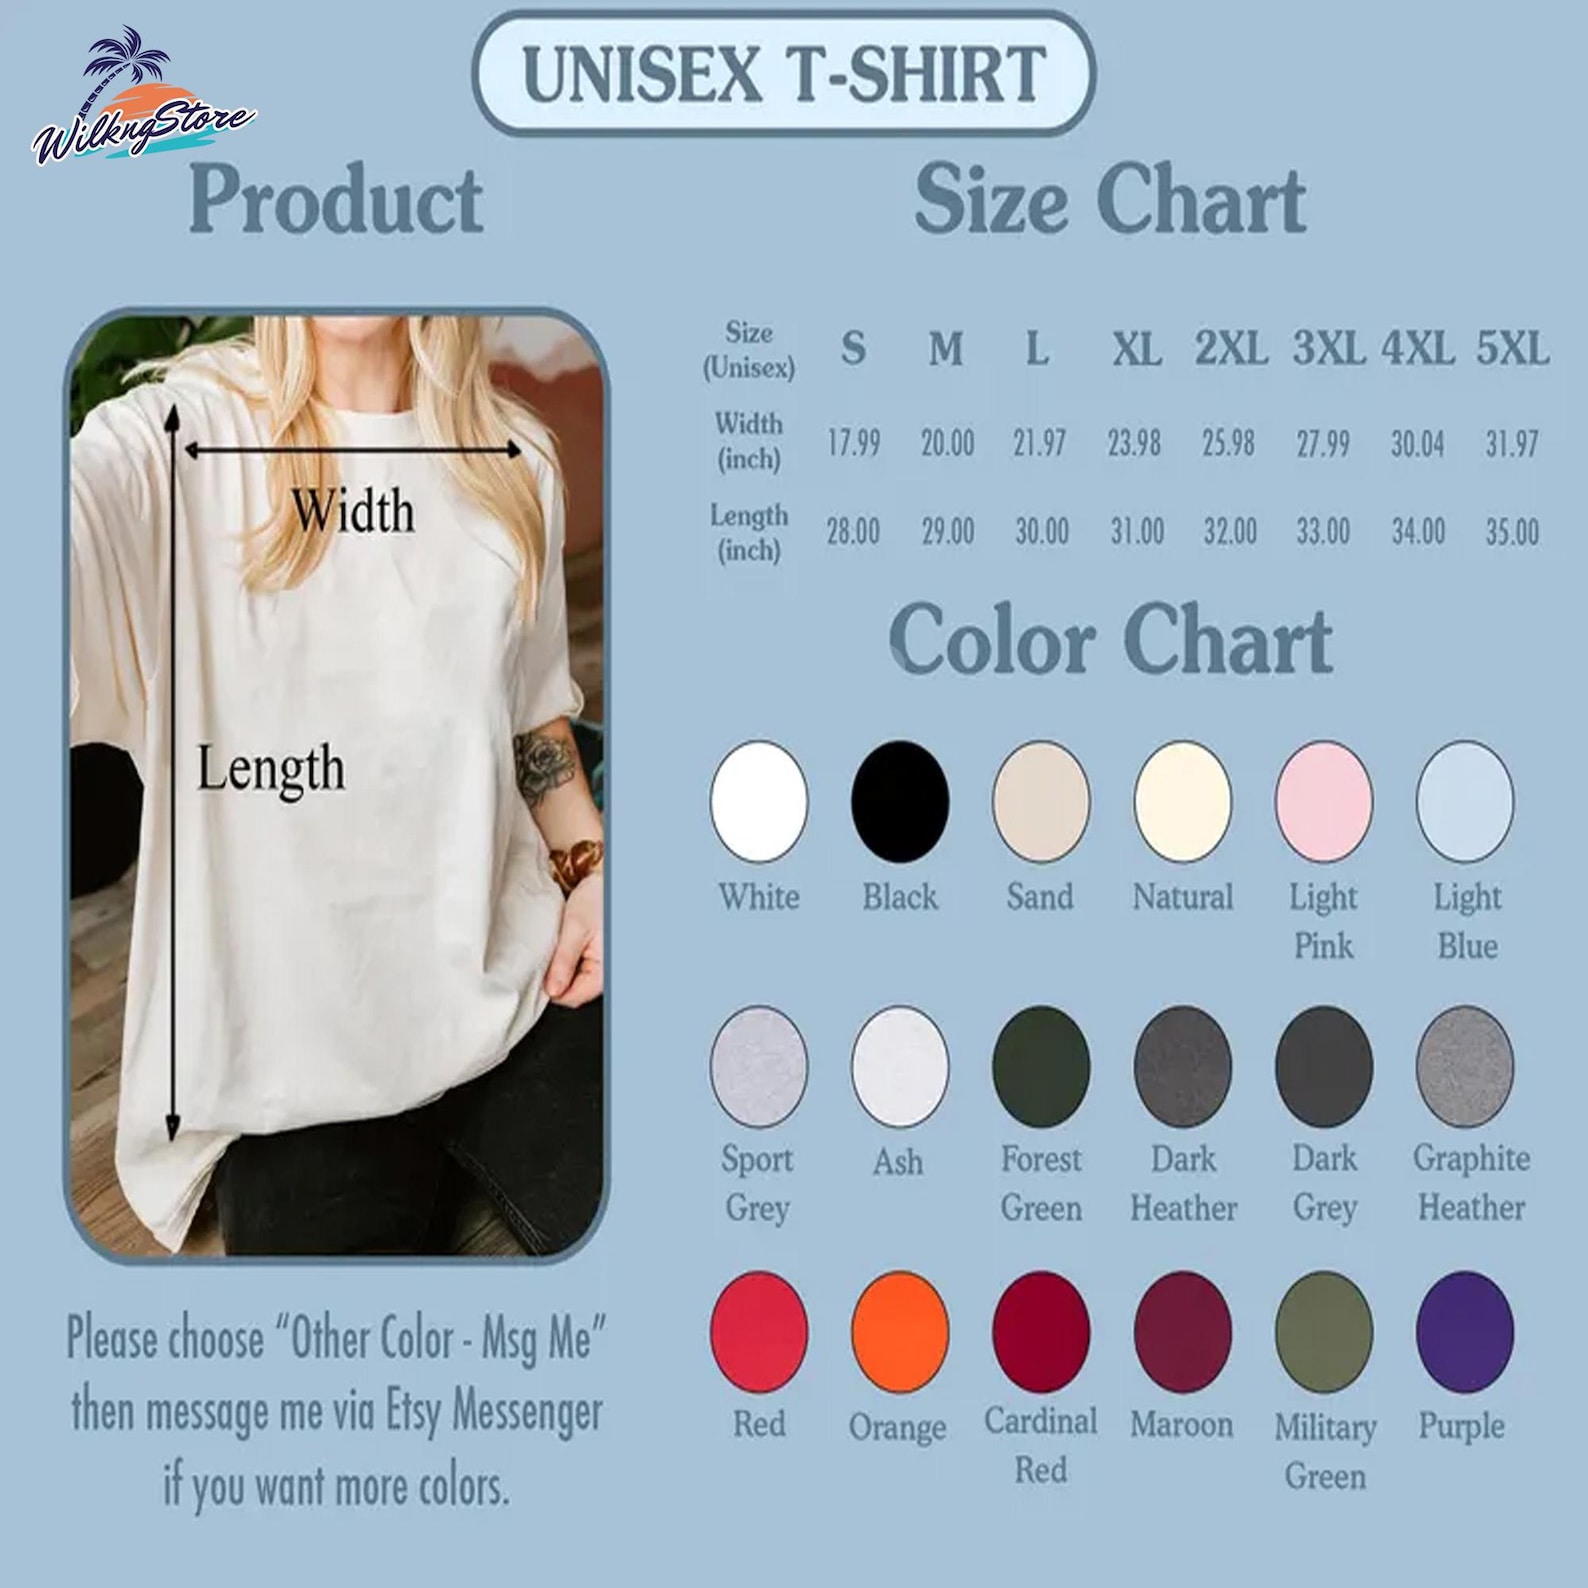 WilkngStore
UNISEX T-SHIRT
Product
Width
Length
Please choose “Other Color - Msg Me”
then message me via Etsy Messenger
if you want more colors.
Size Chart
Size (Unisex) S M L XL 2XL 3XL 4XL 5XL
Width (inch) 17.99 20.00 21.97 23.98 25.98 27.99 30.04 31.97
Length (inch) 28.00 29.00 30.00 31.00 32.00 33.00 34.00 35.00
Color Chart
White Black Sand Natural Light Pink Light Blue
Sport Grey Ash Forest Green Dark Heather Dark Grey Graphite Heather
Red Orange Cardinal Red Maroon Military Green Purple